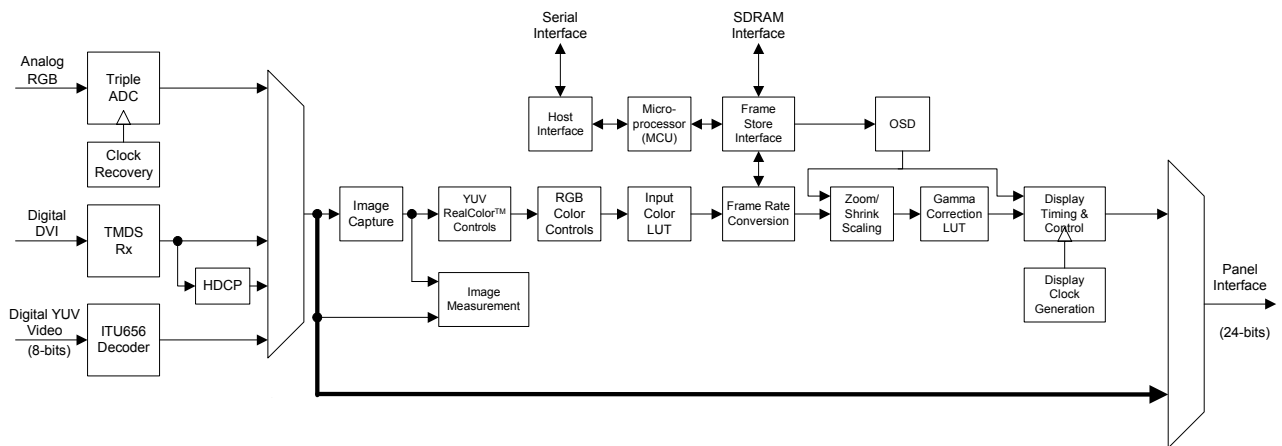 Serial
Interface
SDRAM
Interface
Analog
RGB
Triple
ADC
Clock
Recovery
Host
Interface
Micro-
processor
(MCU)
Frame
Store
Interface
OSD
Digital
DVI
TMDS
Rx
HDCP
Image
Capture
YUV
RealColor™
Controls
RGB
Color
Controls
Input
Color
LUT
Frame Rate
Conversion
Zoom/
Shrink
Scaling
Gamma
Correction
LUT
Display
Timing &
Control
Image
Measurement
Display
Clock
Generation
Panel
Interface
(24-bits)
Digital YUV
Video
(8-bits)
ITU656
Decoder